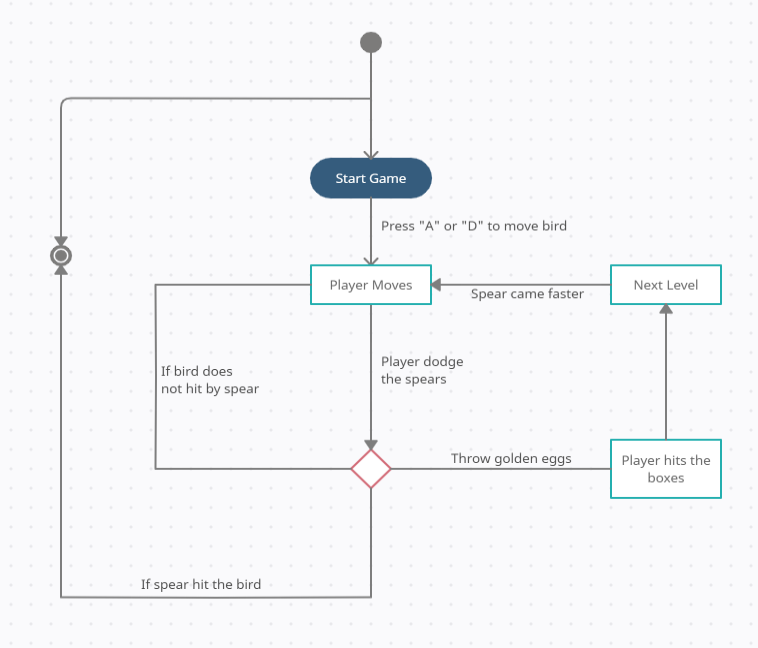 Start Game
Press "A" or "D" to move bird
Player Moves
Next Level
Spear came faster
Player dodge
the spears
If bird does
not hit by spear
Throw golden eggs
Player hits the
boxes
If spear hit the bird